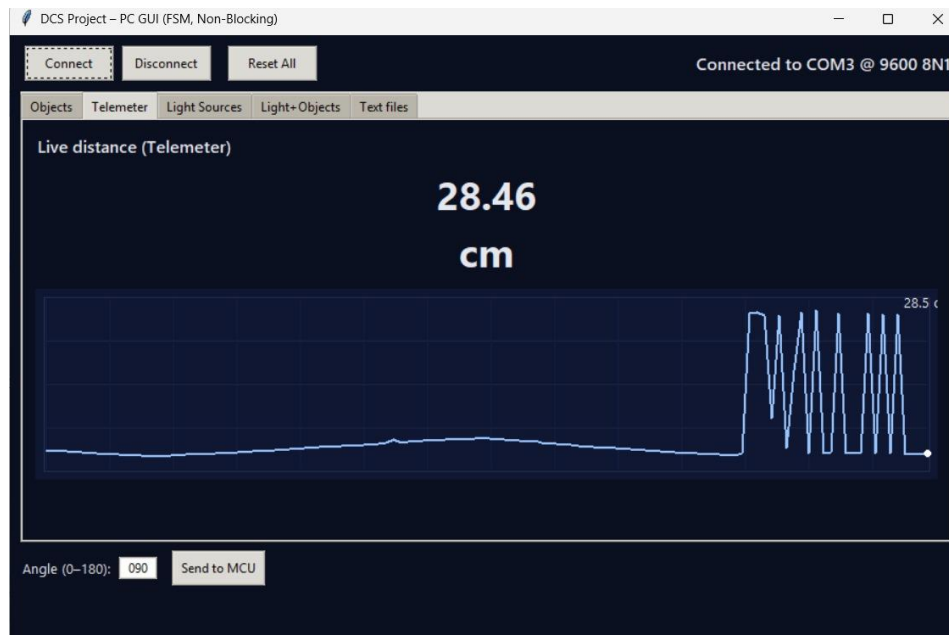 DCS Project – PC GUI (FSM, Non-Blocking)
Connect Disconnect Reset All Connected to COM3 @ 9600 8N1
Objects Telemeter Light Sources Light+Objects Text files
Live distance (Telemeter)
28.46
cm
28.5 c
Angle (0–180): 090 Send to MCU